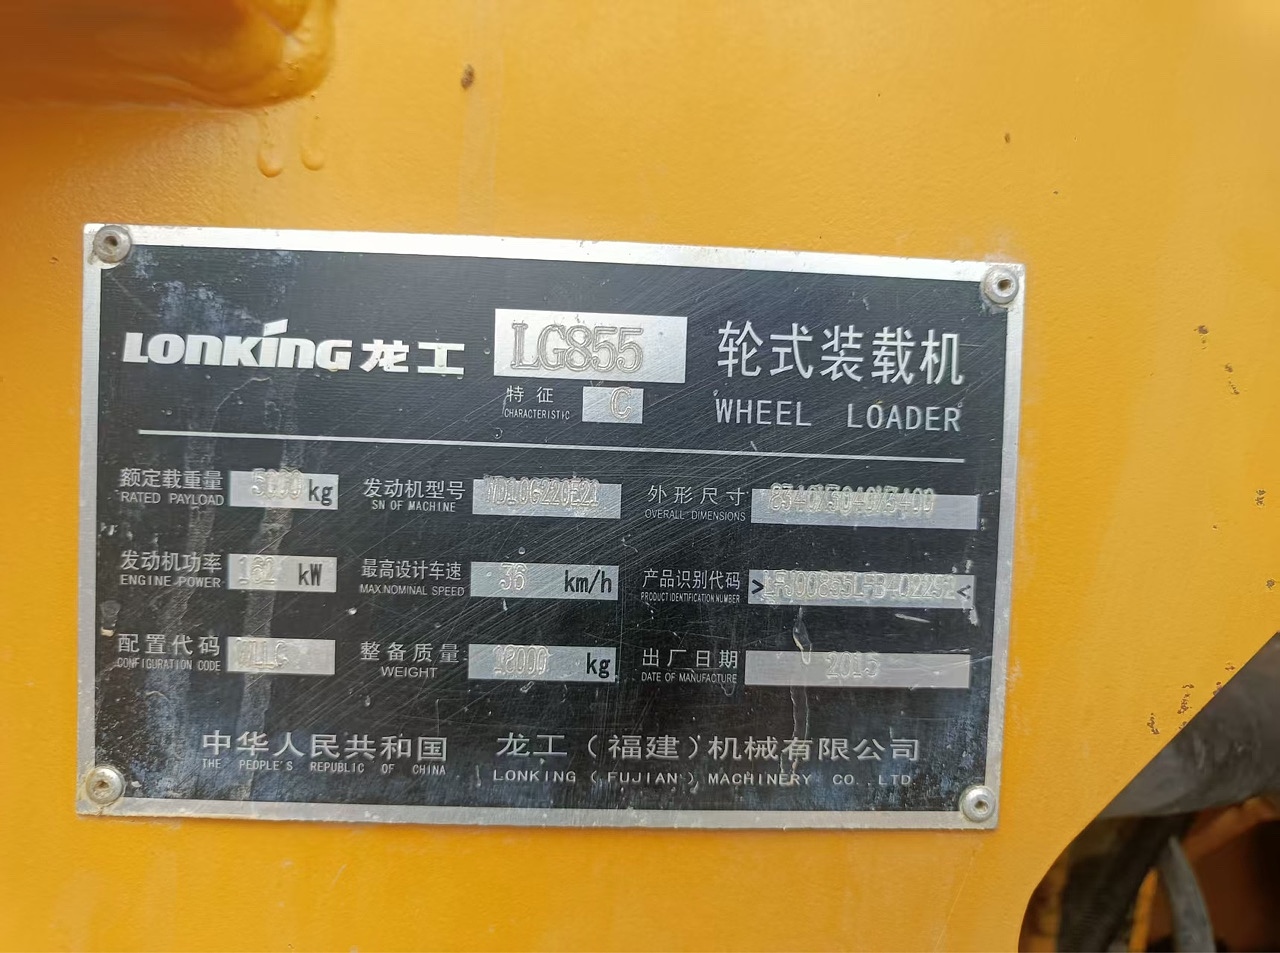 LONKING 龙工 LG855 轮式装载机
特征 CHARACTERISTIC C WHEEL LOADER
额定载重量 RATED PAYLOAD 5000 kg 发动机型号 SN OF MACHINE WD10G220E21 外形尺寸 OVERALL DIMENSIONS
发动机功率 ENGINE POWER 162 kW 最高设计车速 MAX.NOMINAL SPEED 36 km/h 产品识别代码 PRODUCT IDENTIFICATION NUMBER > <
配置代码 CONFIGURATION CODE 整备质量 WEIGHT kg 出厂日期 DATE OF MANUFACTURE 2015
中华人民共和国 龙工（福建）机械有限公司
THE PEOPLE'S REPUBLIC OF CHINA LONKING (FUJIAN) MACHINERY CO. LTD